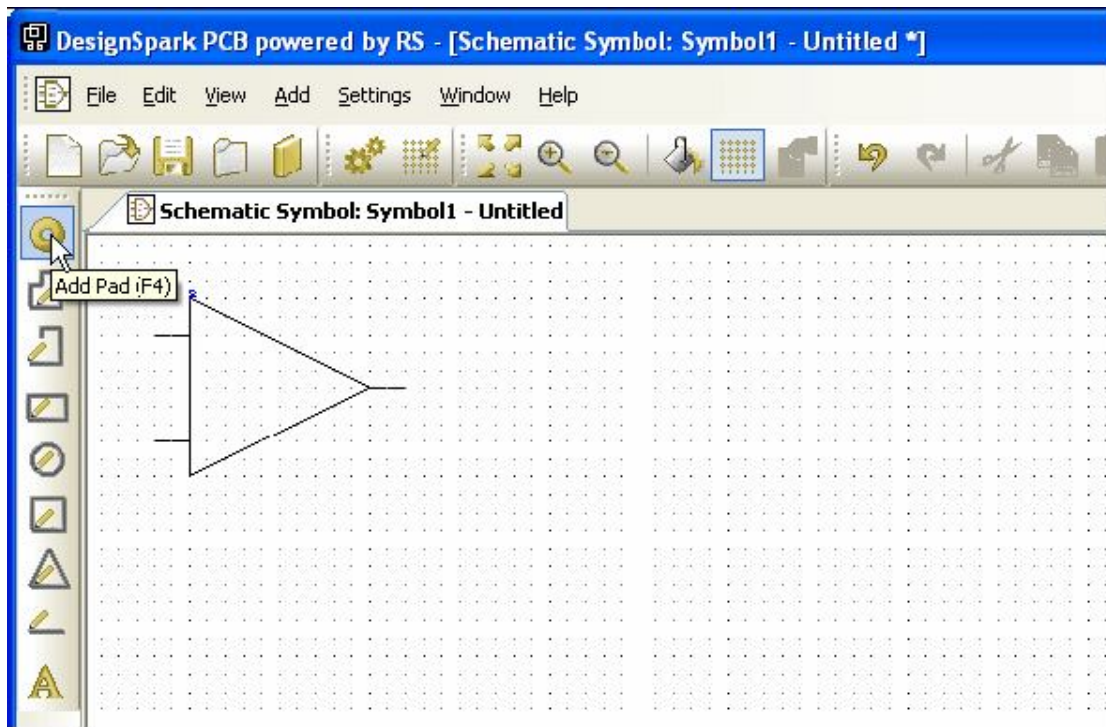 DesignSpark PCB powered by RS - [Schematic Symbol: Symbol1 - Untitled *]
File Edit View Add Settings Window Help
Schematic Symbol: Symbol1 - Untitled
Add Pad (F4)